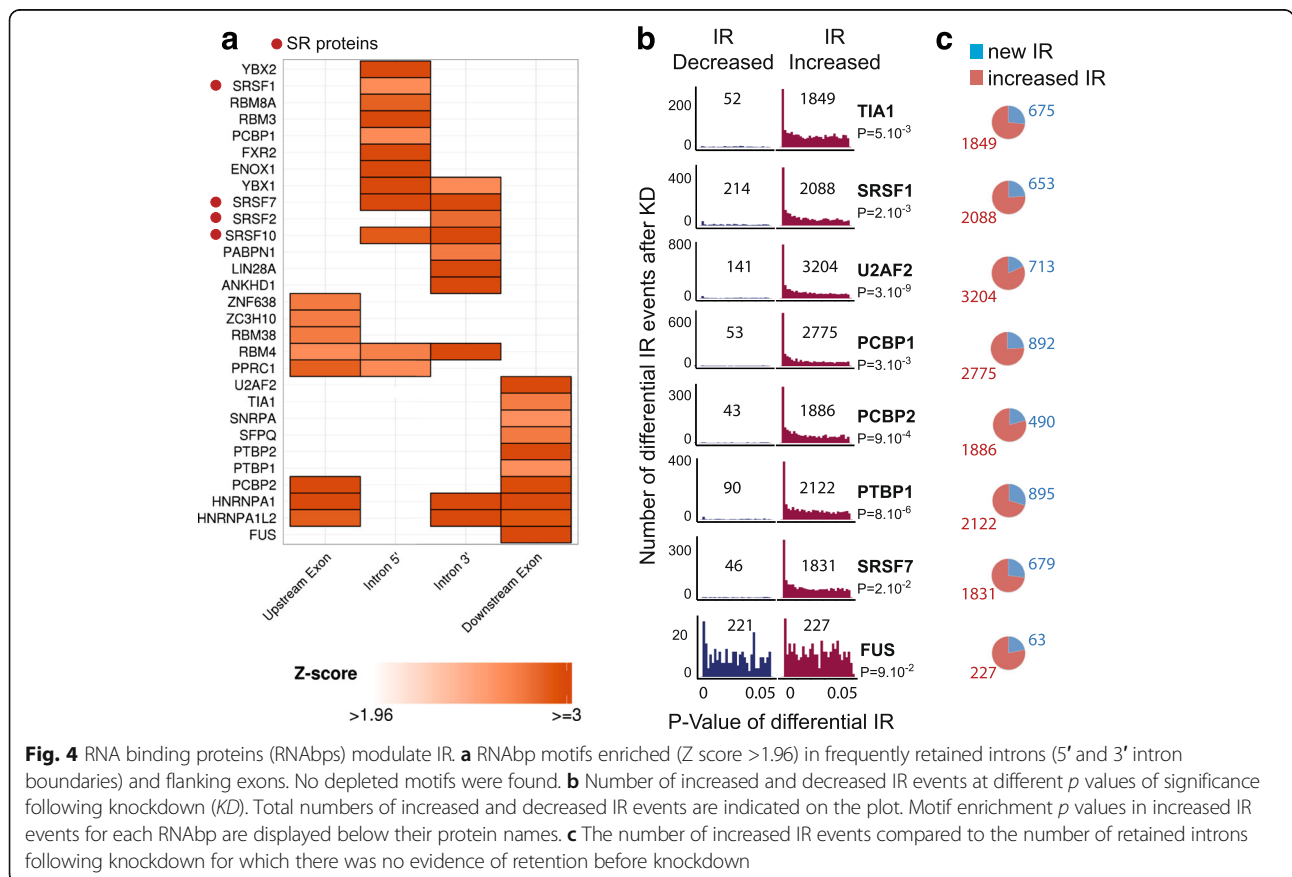 a
SR proteins
YBX2
SRSF1
RBM8A
RBM3
PCBP1
FXR2
ENOX1
YBX1
SRSF7
SRSF2
SRSF10
PABPN1
LIN28A
ANKHD1
ZNF638
ZC3H10
RBM38
RBM4
PPRC1
U2AF2
TIA1
SNRPA
SFPQ
PTBP2
PTBP1
PCBP2
HNRNPA1
HNRNPA1L2
FUS
Upstream Exon
Intron 5'
Intron 3'
Downstream Exon
Z-score
>1.96
>=3
b
IR
Decreased
IR
Increased
Number of differential IR events after KD
200
0
52
1849
TIA1
P=5.10-3
400
0
214
2088
SRSF1
P=2.10-3
800
0
141
3204
U2AF2
P=3.10-9
600
0
53
2775
PCBP1
P=3.10-3
300
0
43
1886
PCBP2
P=9.10-4
400
0
90
2122
PTBP1
P=8.10-6
300
0
46
1831
SRSF7
P=2.10-2
20
0
221
227
FUS
P=9.10-2
0 0.05 0 0.05
P-Value of differential IR
c
new IR
increased IR
675
1849
653
2088
713
3204
892
2775
490
1886
895
2122
679
1831
63
227
Fig. 4 RNA binding proteins (RNAbps) modulate IR. a RNAbp motifs enriched (Z score >1.96) in frequently retained introns (5′ and 3′ intron
boundaries) and flanking exons. No depleted motifs were found. b Number of increased and decreased IR events at different p values of significance
following knockdown (KD). Total numbers of increased and decreased IR events are indicated on the plot. Motif enrichment p values in increased IR
events for each RNAbp are displayed below their protein names. c The number of increased IR events compared to the number of retained introns
following knockdown for which there was no evidence of retention before knockdown